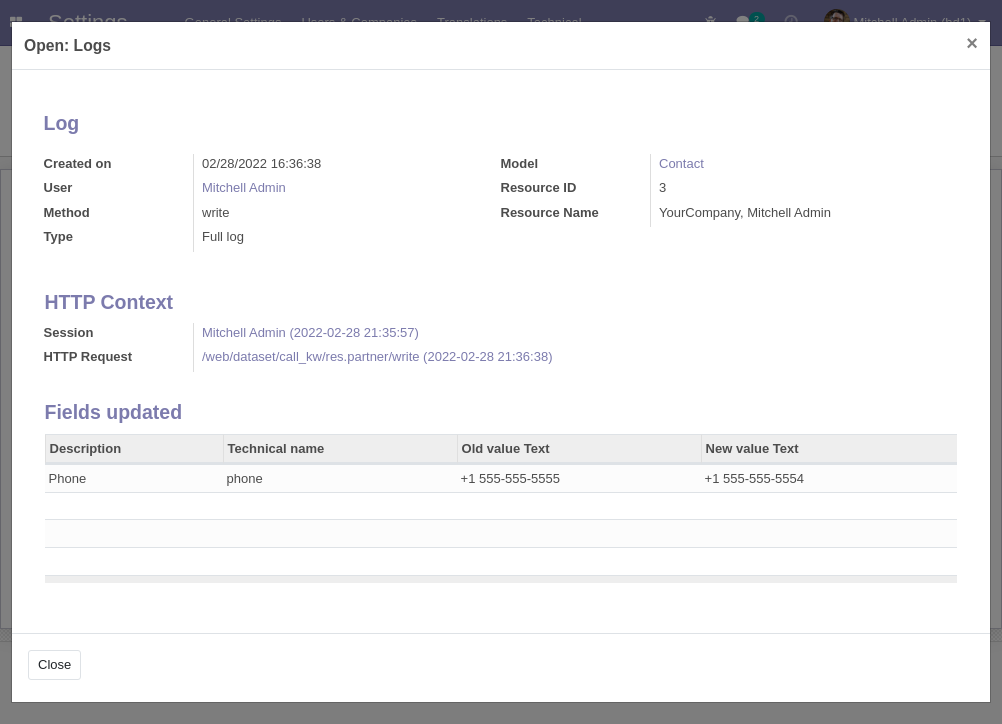 Settings General Settings Users & Companies Translations Technical 2 Mitchell Admin (bd1)
Open: Logs ×
Log
Created on 02/28/2022 16:36:38 Model Contact
User Mitchell Admin Resource ID 3
Method write Resource Name YourCompany, Mitchell Admin
Type Full log
HTTP Context
Session Mitchell Admin (2022-02-28 21:35:57)
HTTP Request /web/dataset/call_kw/res.partner/write (2022-02-28 21:36:38)
Fields updated
Description Technical name Old value Text New value Text
Phone phone +1 555-555-5555 +1 555-555-5554
Close